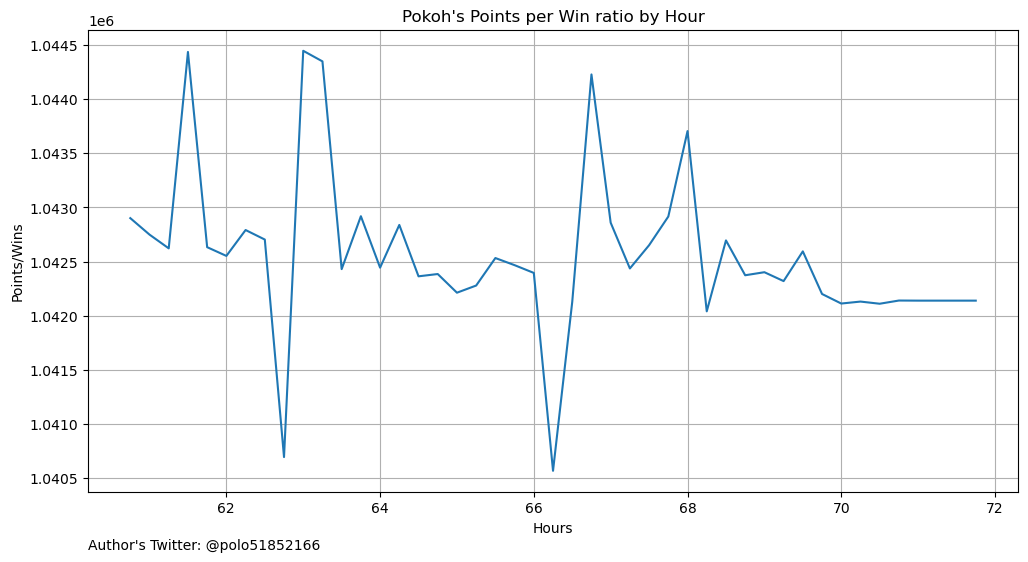 Pokoh's Points per Win ratio by Hour
1e6
1.0445
1.0440
1.0435
1.0430
1.0425
1.0420
1.0415
1.0410
1.0405
Points/Wins
62 64 66 68 70 72
Hours
Author's Twitter: @polo51852166